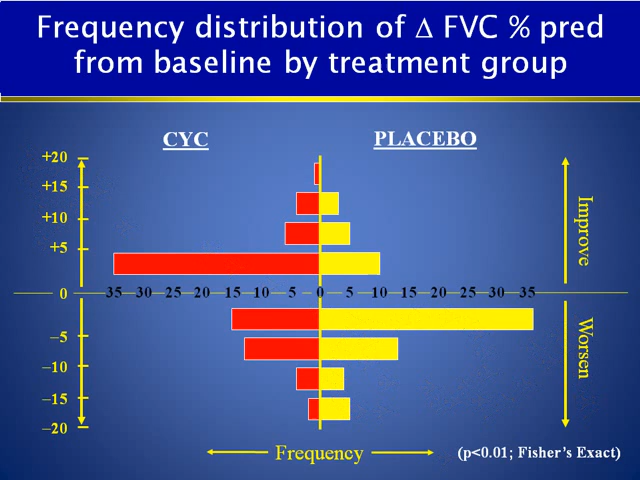 Frequency distribution of Δ FVC % pred
from baseline by treatment group
CYC
PLACEBO
+20
+15
+10
+5
0
35 30 25 20 15 10 5 0 5 10 15 20 25 30 35
–5
–10
–15
–20
Improve
Worsen
Frequency
(p<0.01; Fisher's Exact)